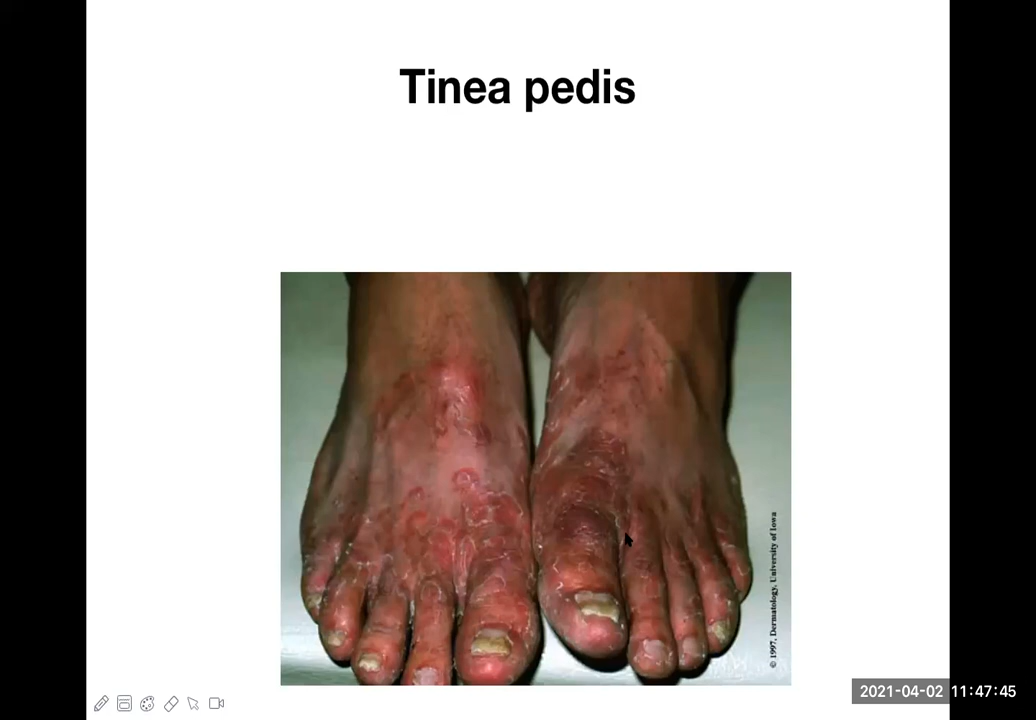 Tinea pedis
© 1997, Dermatology, University of Iowa
2021-04-02 11:47:45